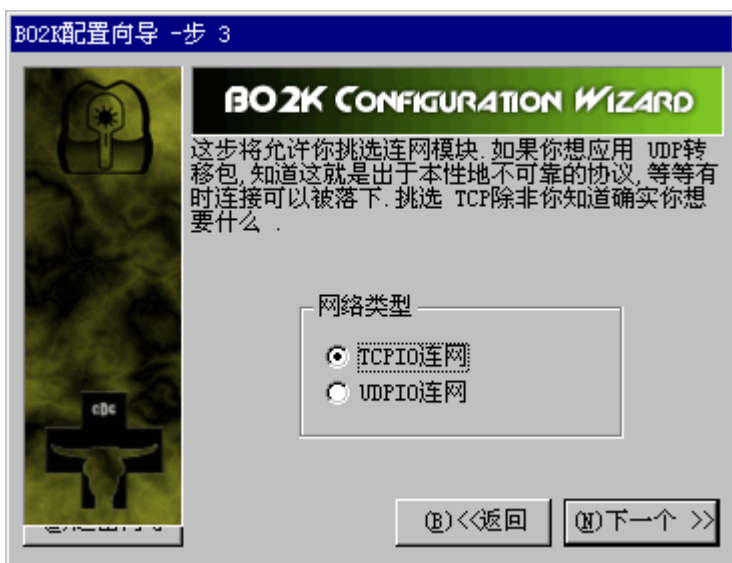 BO2K配置向导 -步 3
BO2K CONFIGURATION WIZARD
这步将允许你挑选连网模块.如果你想应用 UDP转
移包,知道这就是出于本性地不可靠的协议,等等有
时连接可以被落下.挑选 TCP除非你知道确实你想
要什么 .
网络类型
TCPIO连网
UDPIO连网
cDc
(B)<<返回
(N)下一个 >>